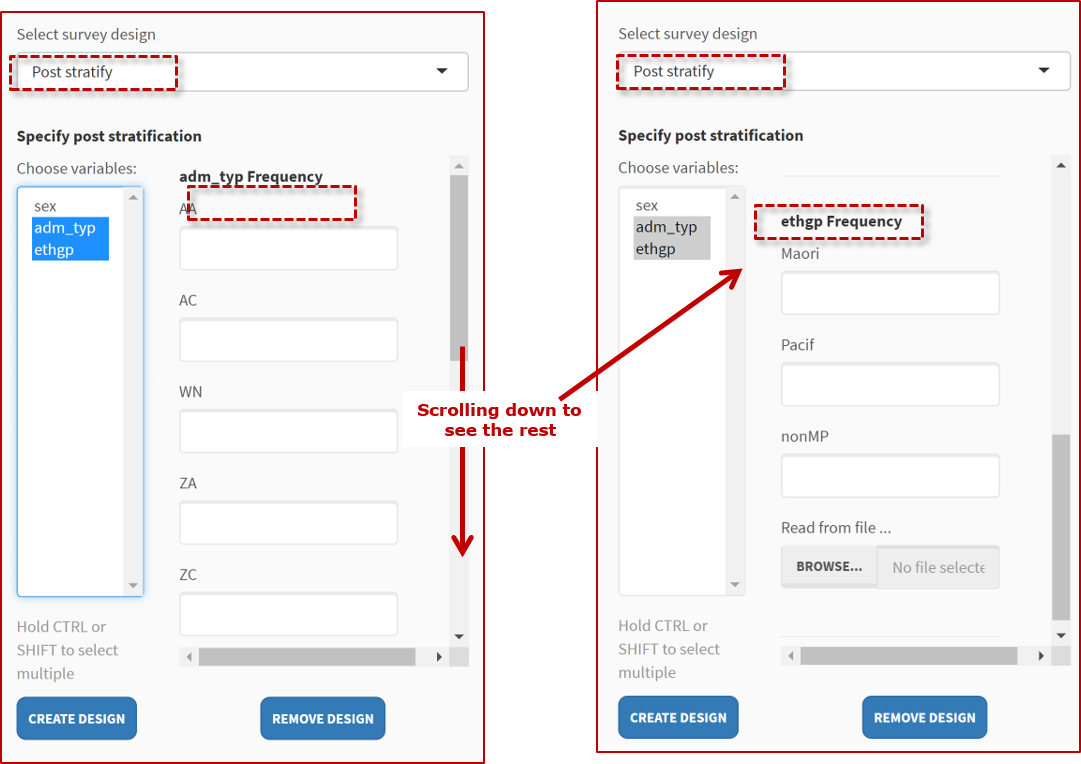 Select survey design
Post stratify
Specify post stratification
Choose variables:
sex
adm_typ
ethgp
adm_typ Frequency
AA
AC
WN
ZA
ZC
Hold CTRL or
SHIFT to select
multiple
CREATE DESIGN
REMOVE DESIGN
Scrolling down to
see the rest
Select survey design
Post stratify
Specify post stratification
Choose variables:
sex
adm_typ
ethgp
ethgp Frequency
Maori
Pacif
nonMP
Read from file ...
BROWSE...
No file selecte
Hold CTRL or
SHIFT to select
multiple
CREATE DESIGN
REMOVE DESIGN